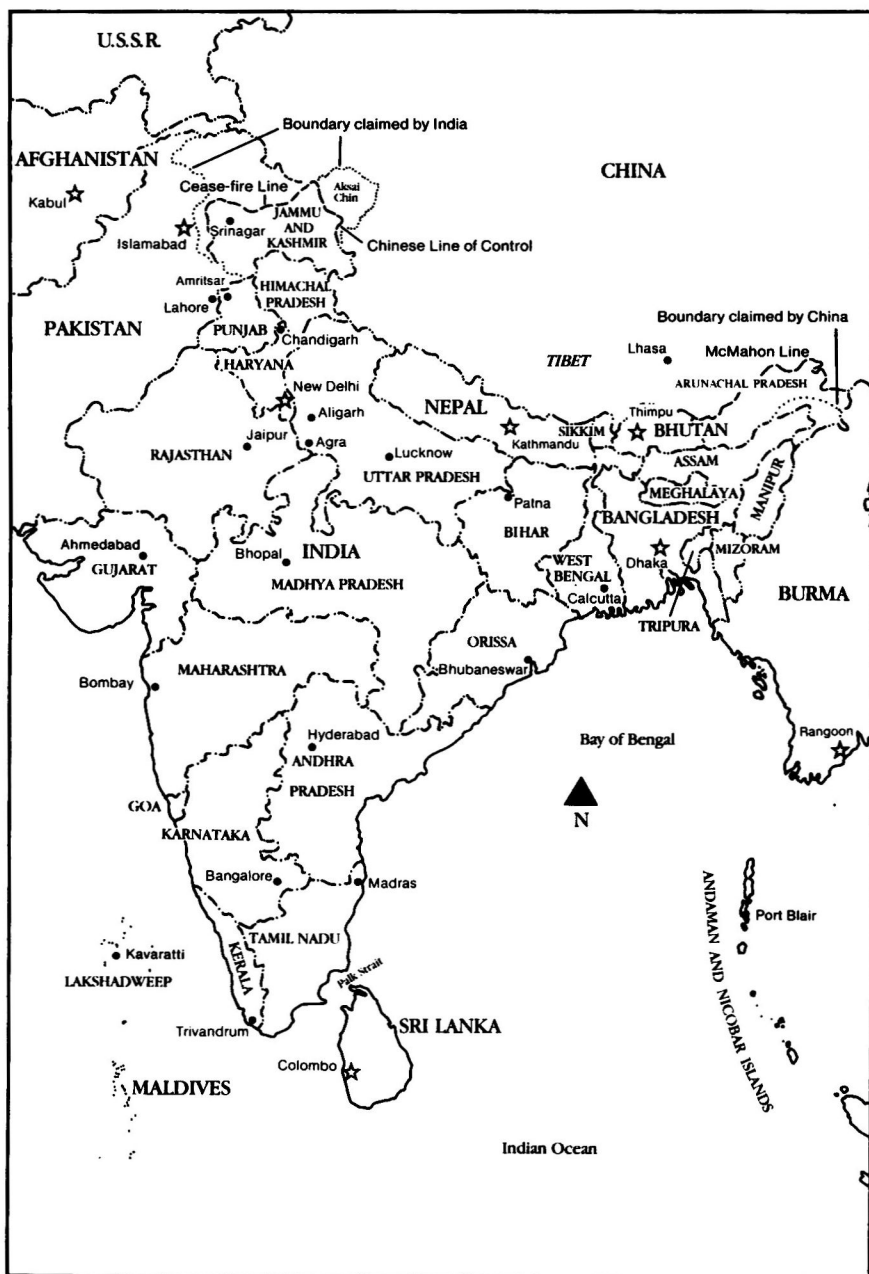 U.S.S.R.
Boundary claimed by India
AFGHANISTAN
CHINA
Kabul
Cease-fire Line
Aksai
Chin
JAMMU
AND
KASHMIR
Srinagar
Islamabad
Chinese Line of Control
Amritsar
HIMACHAL
PRADESH
Lahore
PAKISTAN
PUNJAB
Chandigarh
Boundary claimed by China
HARYANA
TIBET
Lhasa
McMahon Line
ARUNACHAL PRADESH
New Delhi
NEPAL
Thimpu
Aligarh
SIKKIM
BHUTAN
Jaipur
Agra
Kathmandu
RAJASTHAN
Lucknow
ASSAM
UTTAR PRADESH
MEGHALAYA
MANIPUR
Patna
BANGLADESH
BIHAR
Ahmedabad
INDIA
MIZORAM
Bhopal
Dhaka
GUJARAT
WEST
BENGAL
MADHYA PRADESH
Calcutta
BURMA
TRIPURA
ORISSA
MAHARASHTRA
Bhubaneswar
Bombay
Hyderabad
Rangoon
Bay of Bengal
ANDHRA
PRADESH
GOA
N
KARNATAKA
Bangalore
Madras
ANDAMAN AND NICOBAR ISLANDS
Port Blair
TAMIL NADU
Kavaratti
KERALA
LAKSHADWEEP
Palk Strait
Trivandrum
SRI LANKA
Colombo
MALDIVES
Indian Ocean